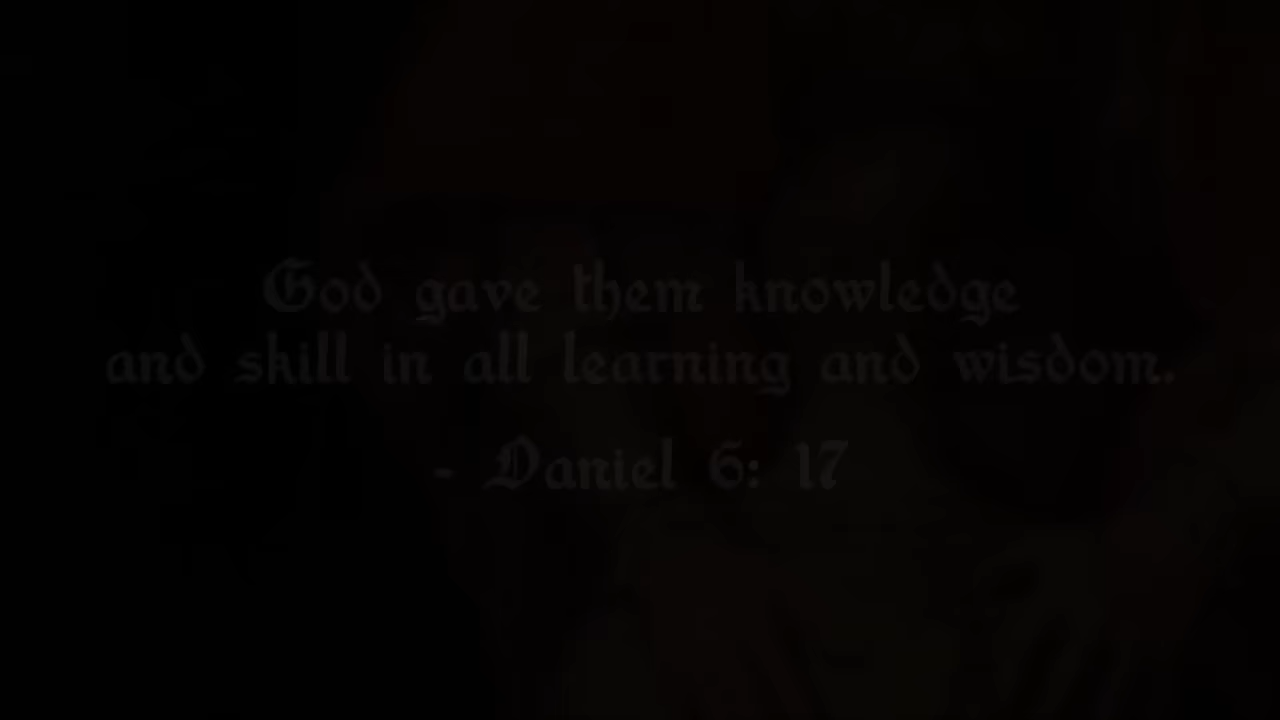 God gave them knowledge
and skill in all learning and wisdom.
- Daniel 6: 17